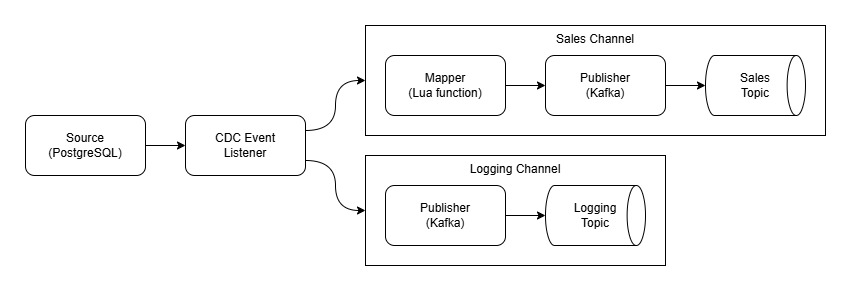 Source
(PostgreSQL)
CDC Event
Listener
Sales Channel
Mapper
(Lua function)
Publisher
(Kafka)
Sales
Topic
Logging Channel
Publisher
(Kafka)
Logging
Topic